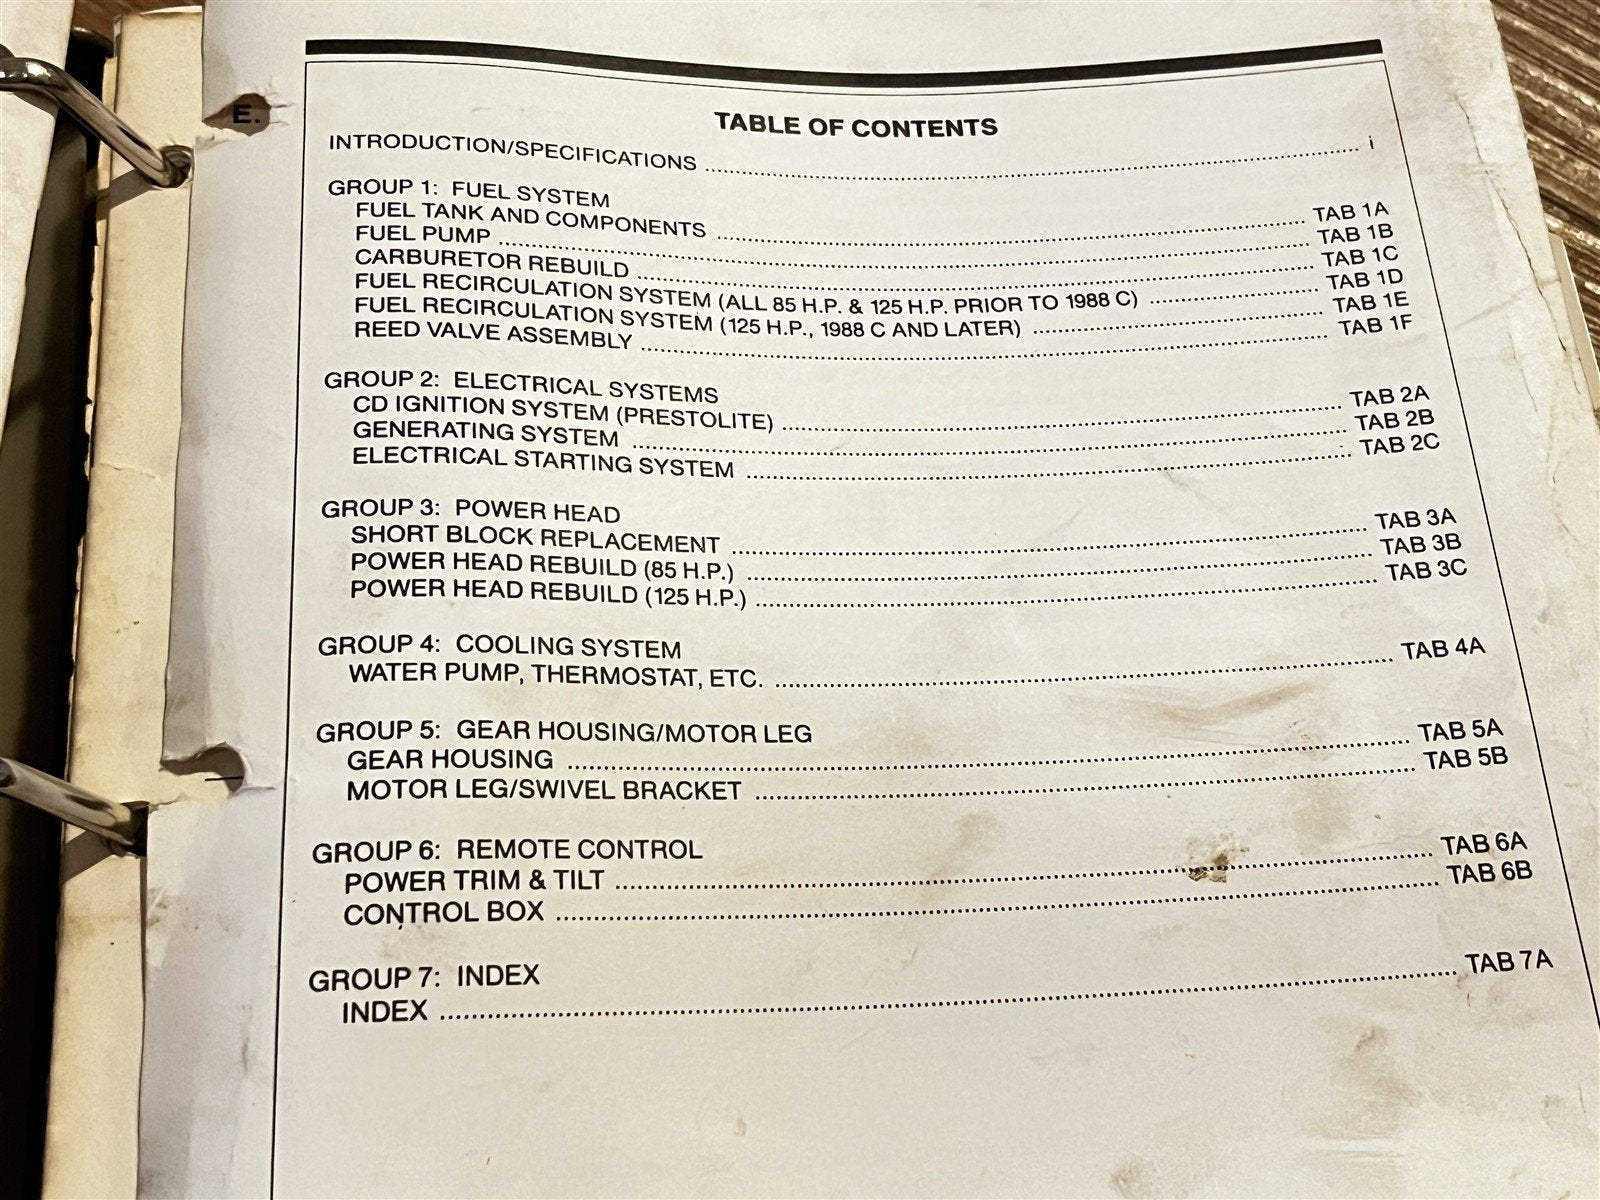 E.
TABLE OF CONTENTS
INTRODUCTION/SPECIFICATIONS ........ i
GROUP 1: FUEL SYSTEM
FUEL TANK AND COMPONENTS ........ TAB 1A
FUEL PUMP ........ TAB 1B
CARBURETOR REBUILD ........ TAB 1C
FUEL RECIRCULATION SYSTEM (ALL 85 H.P. & 125 H.P. PRIOR TO 1988 C) ........ TAB 1D
FUEL RECIRCULATION SYSTEM (125 H.P., 1988 C AND LATER) ........ TAB 1E
REED VALVE ASSEMBLY ........ TAB 1F
GROUP 2: ELECTRICAL SYSTEMS
CD IGNITION SYSTEM (PRESTOLITE) ........ TAB 2A
GENERATING SYSTEM ........ TAB 2B
ELECTRICAL STARTING SYSTEM ........ TAB 2C
GROUP 3: POWER HEAD
SHORT BLOCK REPLACEMENT ........ TAB 3A
POWER HEAD REBUILD (85 H.P.) ........ TAB 3B
POWER HEAD REBUILD (125 H.P.) ........ TAB 3C
GROUP 4: COOLING SYSTEM
WATER PUMP, THERMOSTAT, ETC. ........ TAB 4A
GROUP 5: GEAR HOUSING/MOTOR LEG
GEAR HOUSING ........ TAB 5A
MOTOR LEG/SWIVEL BRACKET ........ TAB 5B
GROUP 6: REMOTE CONTROL
POWER TRIM & TILT ........ TAB 6A
CONTROL BOX ........ TAB 6B
GROUP 7: INDEX
INDEX ........ TAB 7A